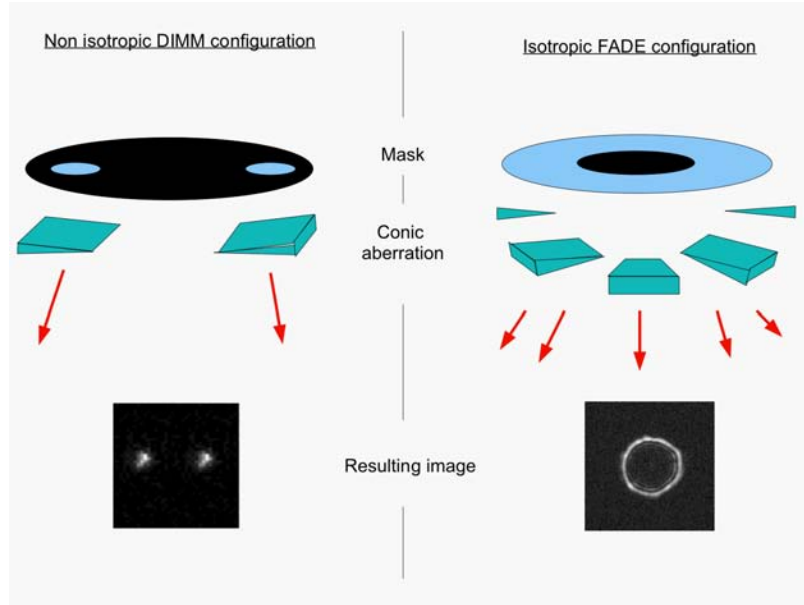 Non isotropic DIMM configuration
Isotropic FADE configuration
Mask
Conic
aberration
Resulting image